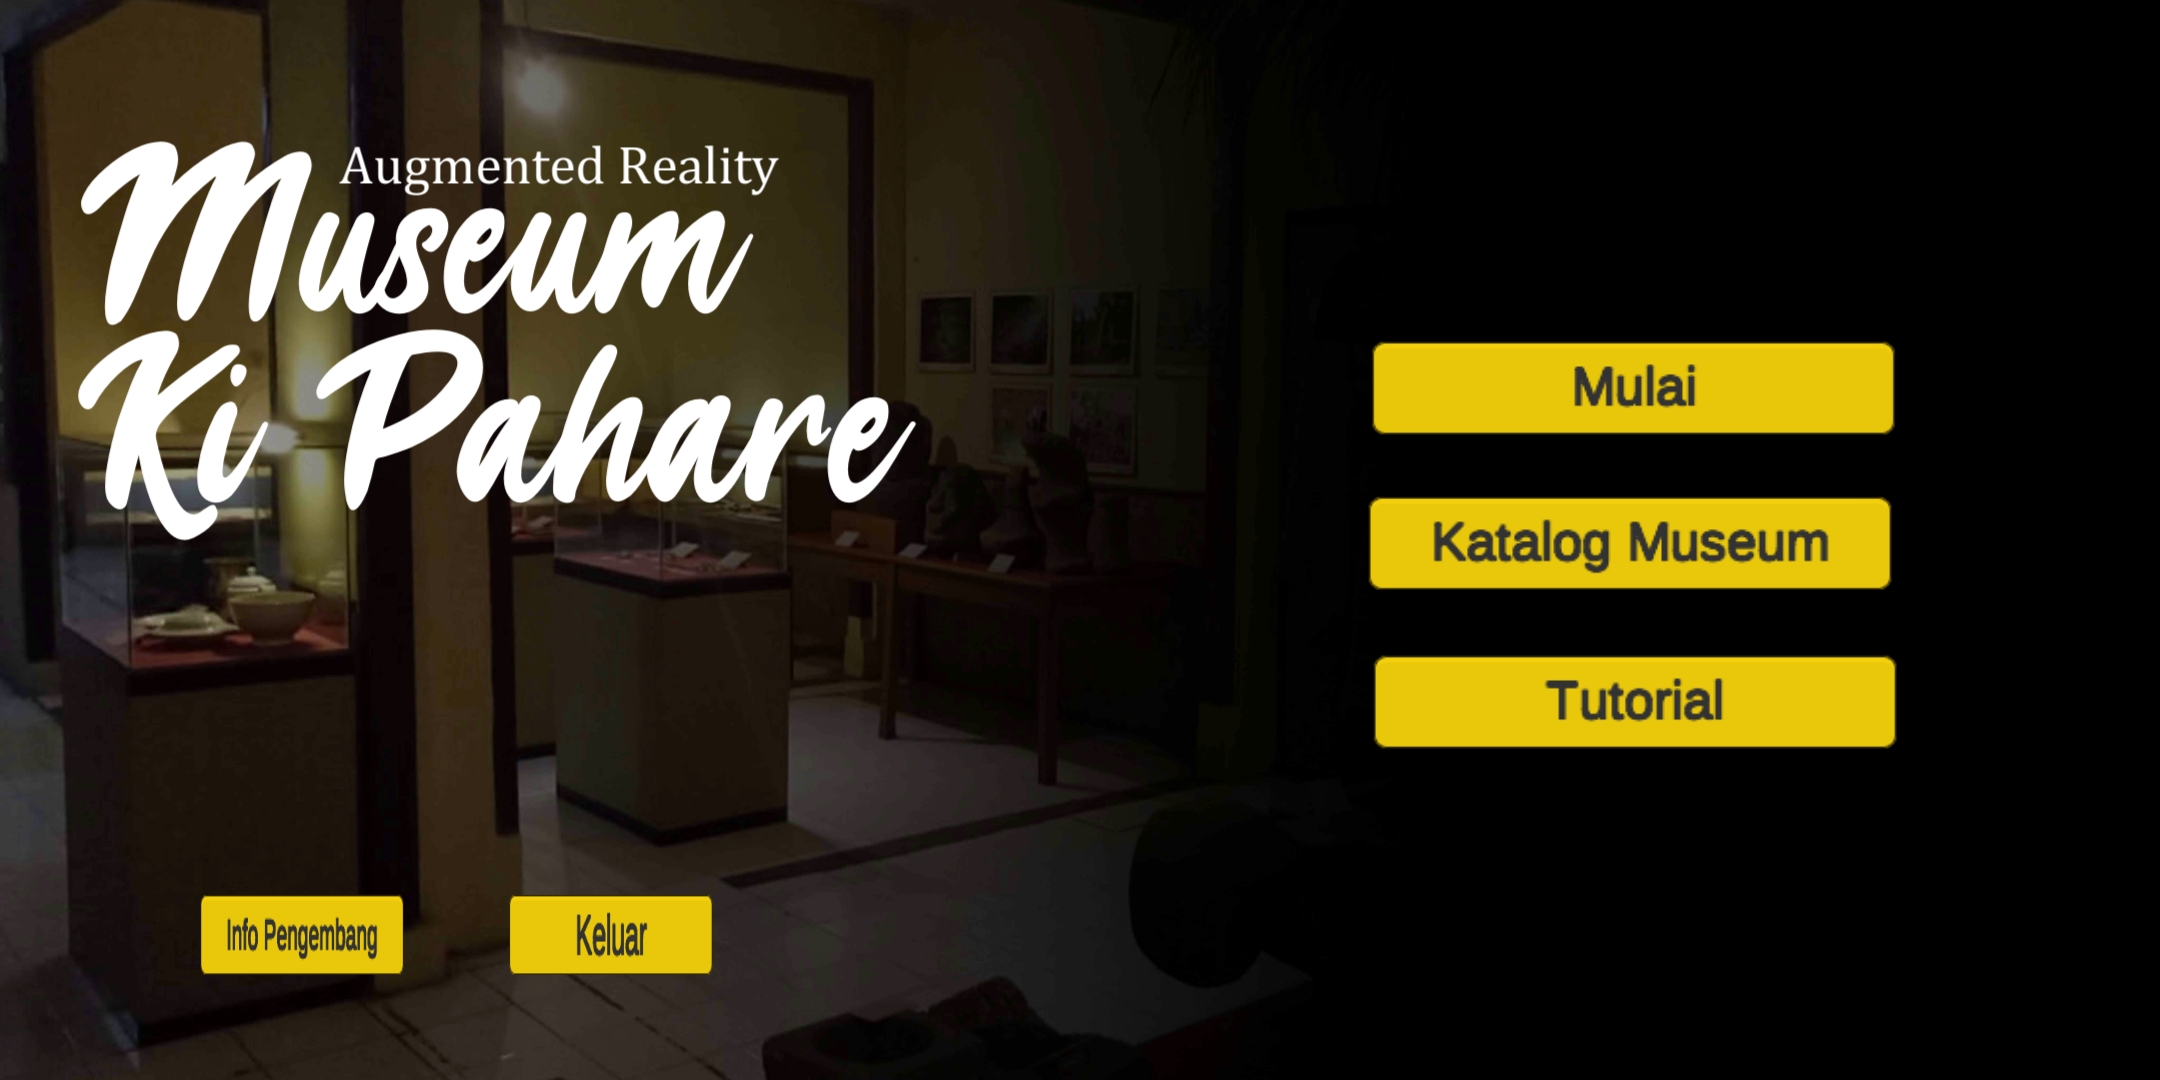 Augmented Reality
Museum
Ki Pahare
Mulai
Katalog Museum
Tutorial
Info Pengembang
Keluar